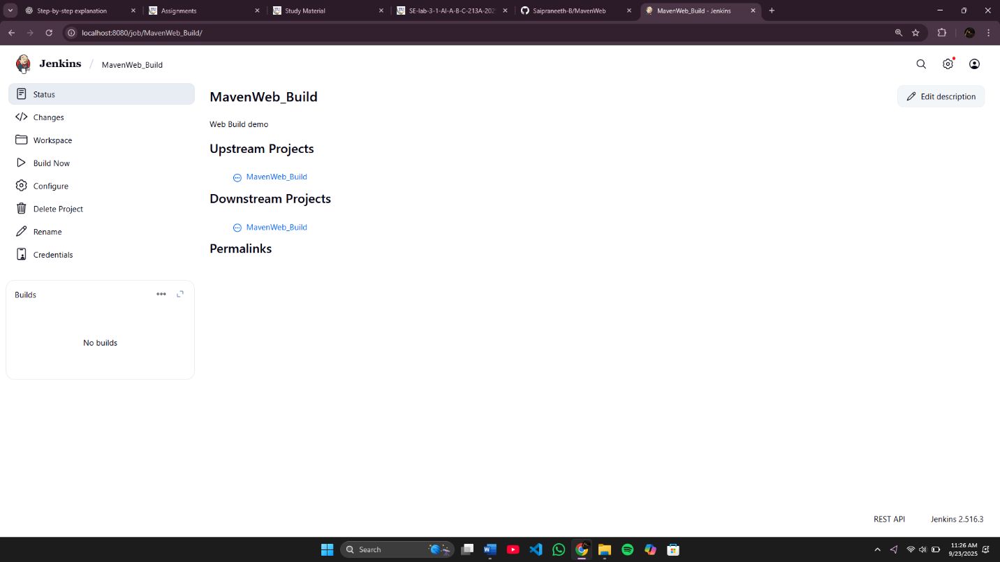 Step-by-step explanation
Assignments
Study Material
SE-lab-3-1-AI-A-B-C-213A-202
Saipraneeth-B/MavenWeb
MavenWeb_Build - Jenkins
localhost:8080/job/MavenWeb_Build/
Jenkins / MavenWeb_Build
Status
Changes
Workspace
Build Now
Configure
Delete Project
Rename
Credentials
Builds
No builds
MavenWeb_Build
Edit description
Web Build demo
Upstream Projects
MavenWeb_Build
Downstream Projects
MavenWeb_Build
Permalinks
REST API
Jenkins 2.516.3
Search
11:26 AM
9/23/2025